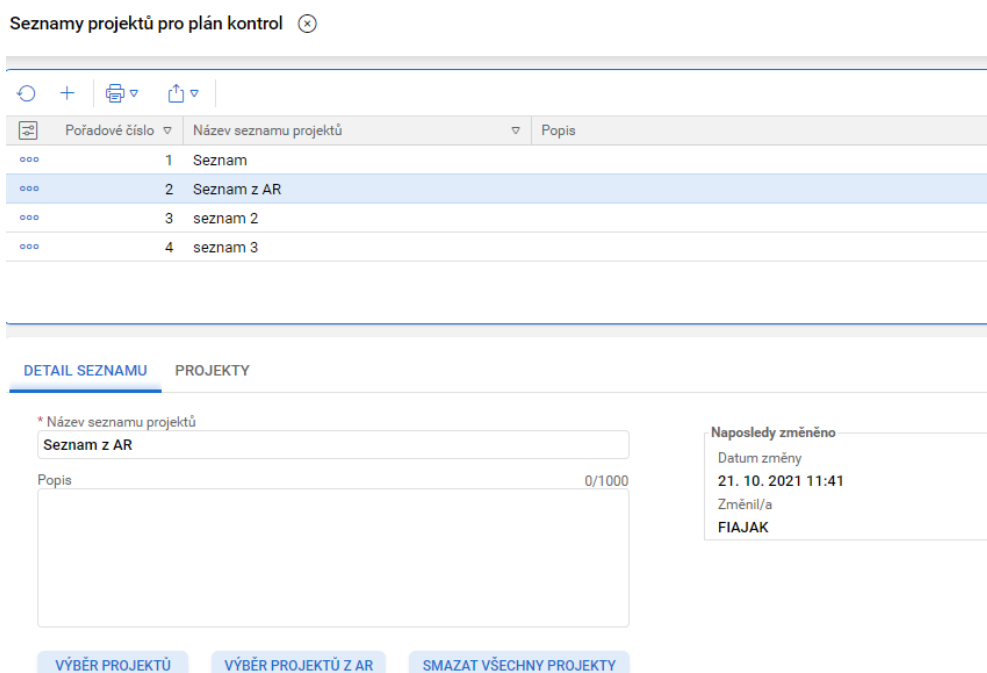 Seznamy projektů pro plán kontrol
Pořadové číslo Název seznamu projektů Popis
1 Seznam
2 Seznam z AR
3 seznam 2
4 seznam 3
DETAIL SEZNAMU PROJEKTY
* Název seznamu projektů
Seznam z AR
Popis 0/1000
Naposledy změněno
Datum změny
21. 10. 2021 11:41
Změnil/a
FIAJAK
VÝBĚR PROJEKTŮ VÝBĚR PROJEKTŮ Z AR SMAZAT VŠECHNY PROJEKTY